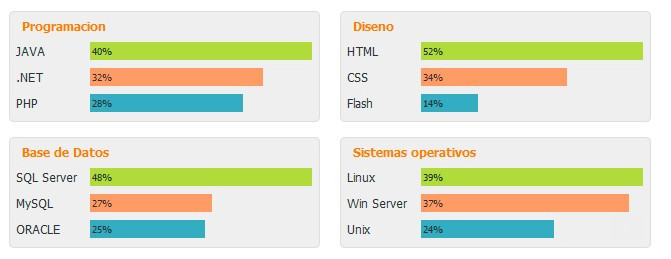 Programacion
JAVA 40%
.NET 32%
PHP 28%
Diseno
HTML 52%
CSS 34%
Flash 14%
Base de Datos
SQL Server 48%
MySQL 27%
ORACLE 25%
Sistemas operativos
Linux 39%
Win Server 37%
Unix 24%